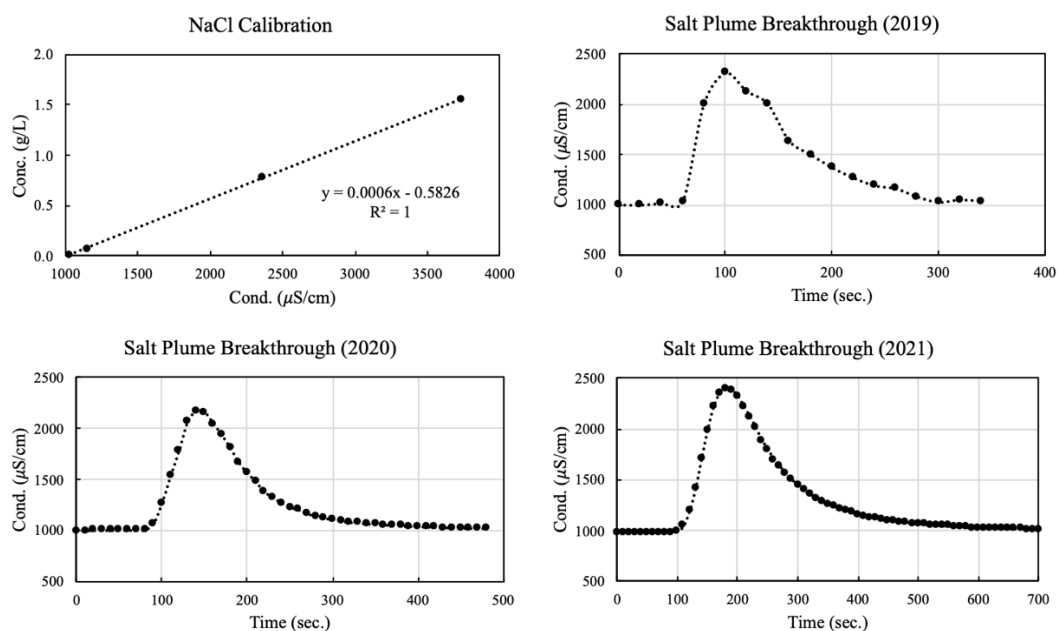 NaCl Calibration
2.0
1.5
1.0
0.5
0.0
Conc. (g/L)
y = 0.0006x - 0.5826
R² = 1
1000 1500 2000 2500 3000 3500 4000
Cond. (µS/cm)
Salt Plume Breakthrough (2019)
2500
2000
1500
1000
500
Cond. (µS/cm)
0 100 200 300 400
Time (sec.)
Salt Plume Breakthrough (2020)
2500
2000
1500
1000
500
Cond. (µS/cm)
0 100 200 300 400 500
Time (sec.)
Salt Plume Breakthrough (2021)
2500
2000
1500
1000
500
Cond. (µS/cm)
0 100 200 300 400 500 600 700
Time (sec.)